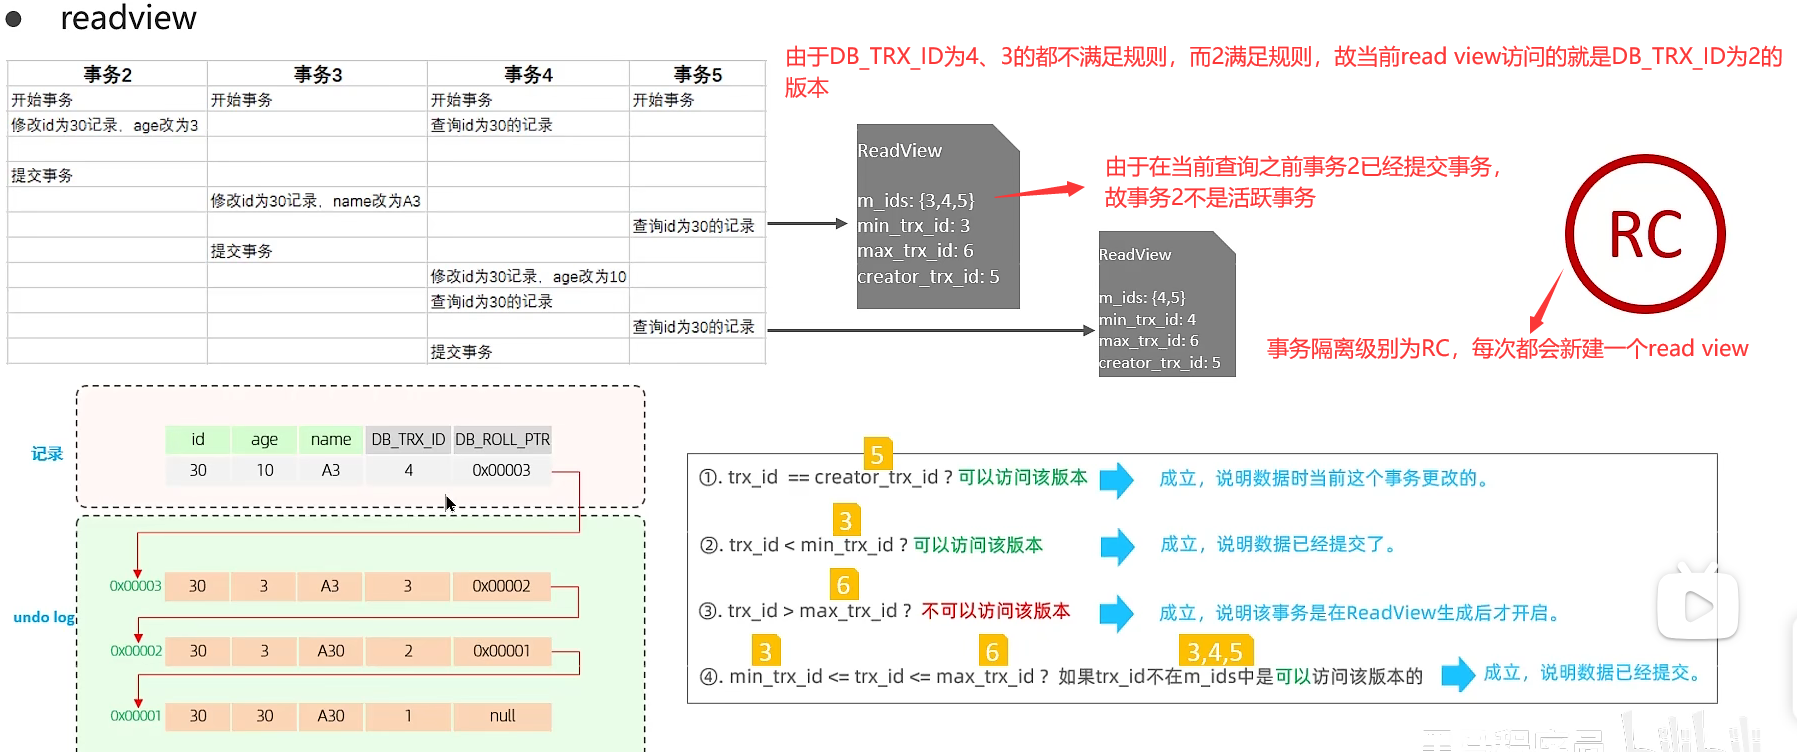 ● readview
由于DB_TRX_ID为4、3的都不满足规则，而2满足规则，故当前read view访问的就是DB_TRX_ID为2的
版本
事务2 事务3 事务4 事务5
开始事务 开始事务 开始事务 开始事务
修改id为30记录，age改为3 查询id为30的记录
提交事务
修改id为30记录，name改为A3
查询id为30的记录
提交事务
修改id为30记录，age改为10
查询id为30的记录
查询id为30的记录
提交事务
ReadView
m_ids: {3,4,5}
min_trx_id: 3
max_trx_id: 6
creator_trx_id: 5
由于在当前查询之前事务2已经提交事务，
故事务2不是活跃事务
ReadView
m_ids: {4,5}
min_trx_id: 4
max_trx_id: 6
creator_trx_id: 5
RC
事务隔离级别为RC，每次都会新建一个read view
记录
id age name DB_TRX_ID DB_ROLL_PTR
30 10 A3 4 0x00003
undo log
0x00003 30 3 A3 3 0x00002
0x00002 30 3 A30 2 0x00001
0x00001 30 30 A30 1 null
5
①. trx_id == creator_trx_id ? 可以访问该版本 成立，说明数据时当前这个事务更改的。
3
②. trx_id < min_trx_id ? 可以访问该版本 成立，说明数据已经提交了。
6
③. trx_id > max_trx_id ? 不可以访问该版本 成立，说明该事务是在ReadView生成后才开启。
3 6 3,4,5
④. min_trx_id <= trx_id <= max_trx_id ? 如果trx_id不在m_ids中是可以访问该版本的 成立，说明数据已经提交。